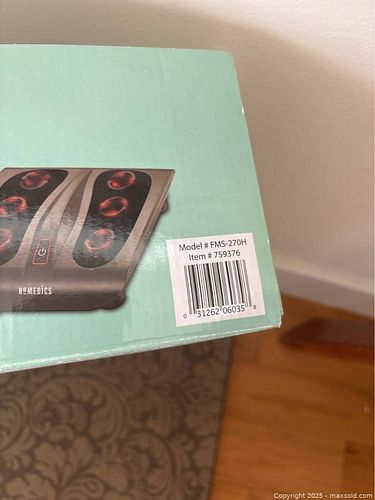 Model # FMS-270H
Item # 759376
0 31262 06035 8
HOMEDICS
Copyright 2025 - maxsold.com